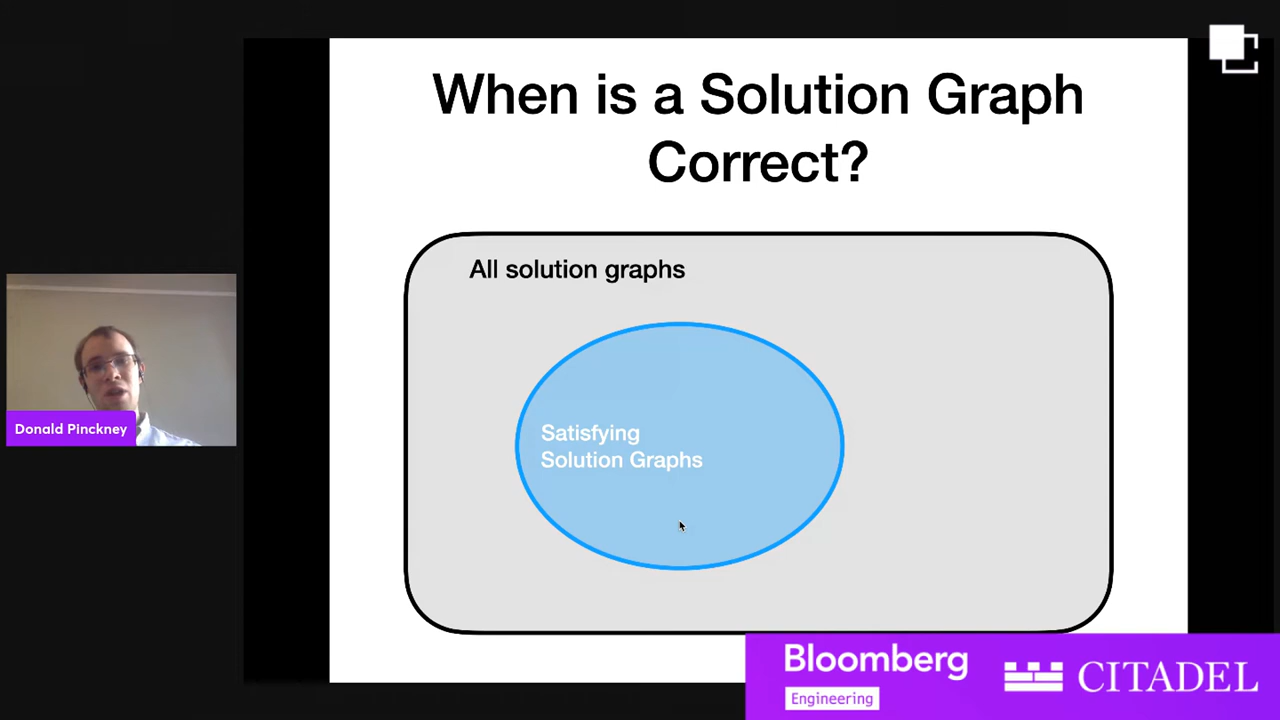 When is a Solution Graph
Correct?
All solution graphs
Satisfying
Solution Graphs
Donald Pinckney
Bloomberg
Engineering
CITADEL